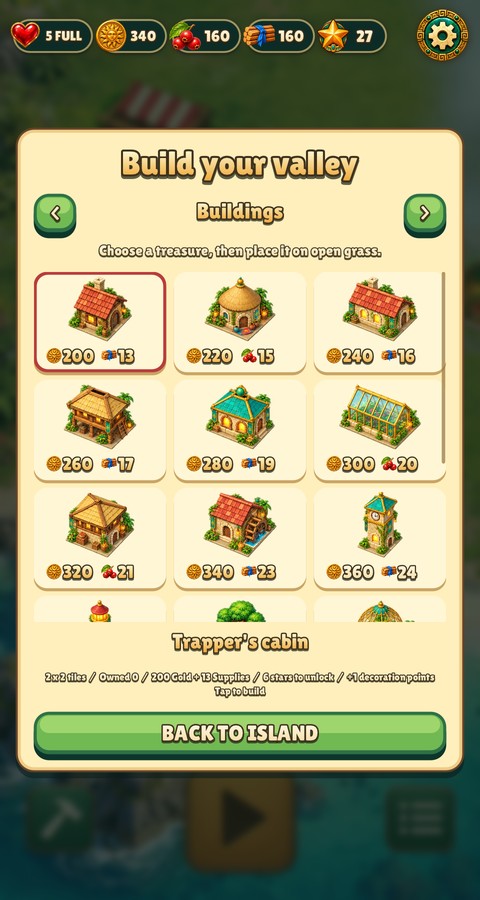 5 FULL
340
160
160
27
Build your valley
Buildings
Choose a treasure, then place it on open grass.
200 13
220 15
240 16
260 17
280 19
300 20
320 21
340 23
360 24
Trapper's cabin
2 x 2 tiles / Owned 0 / 200 Gold + 13 Supplies / 6 stars to unlock / +1 decoration points
Tap to build
BACK TO ISLAND